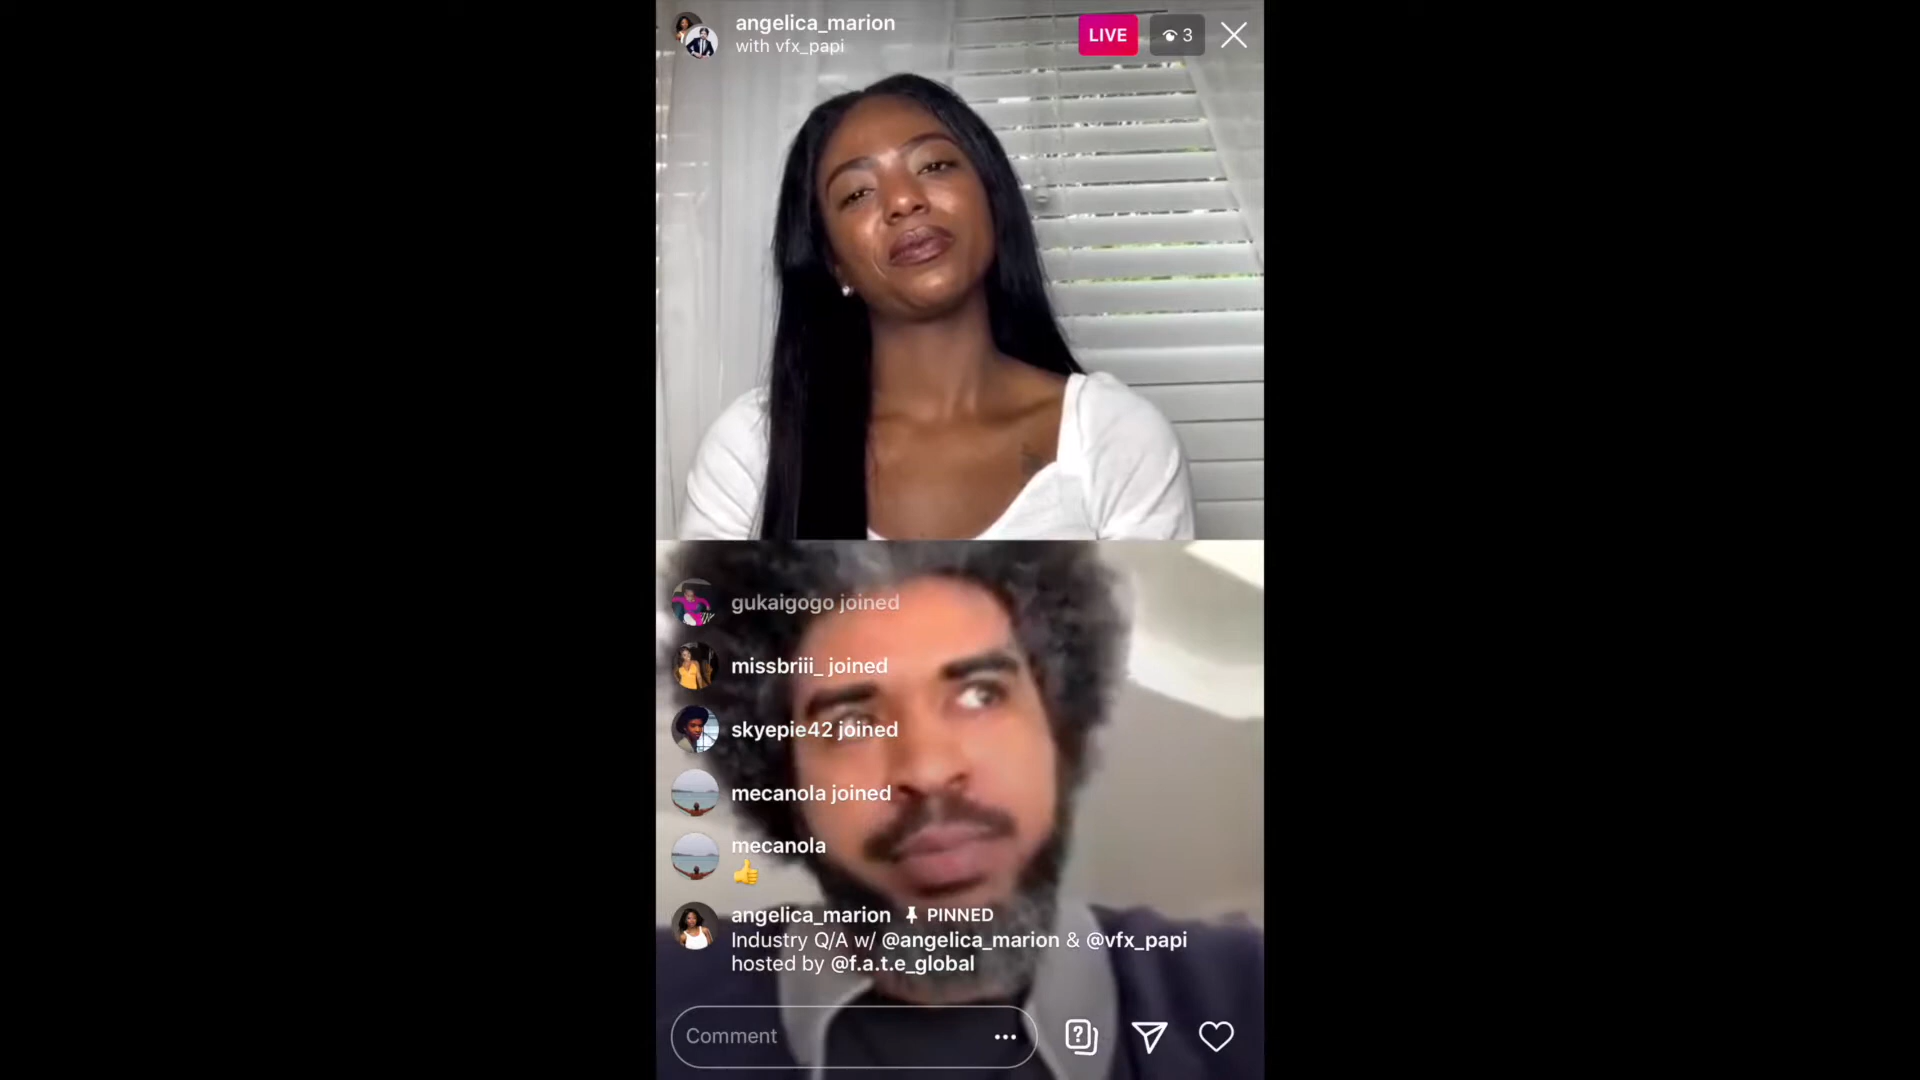 angelica_marion
with vfx_papi
LIVE
3
gukaigogo joined
missbriii_ joined
skyepie42 joined
mecanola joined
mecanola
👍
angelica_marion PINNED
Industry Q/A w/ @angelica_marion & @vfx_papi
hosted by @f.a.t.e_global
Comment